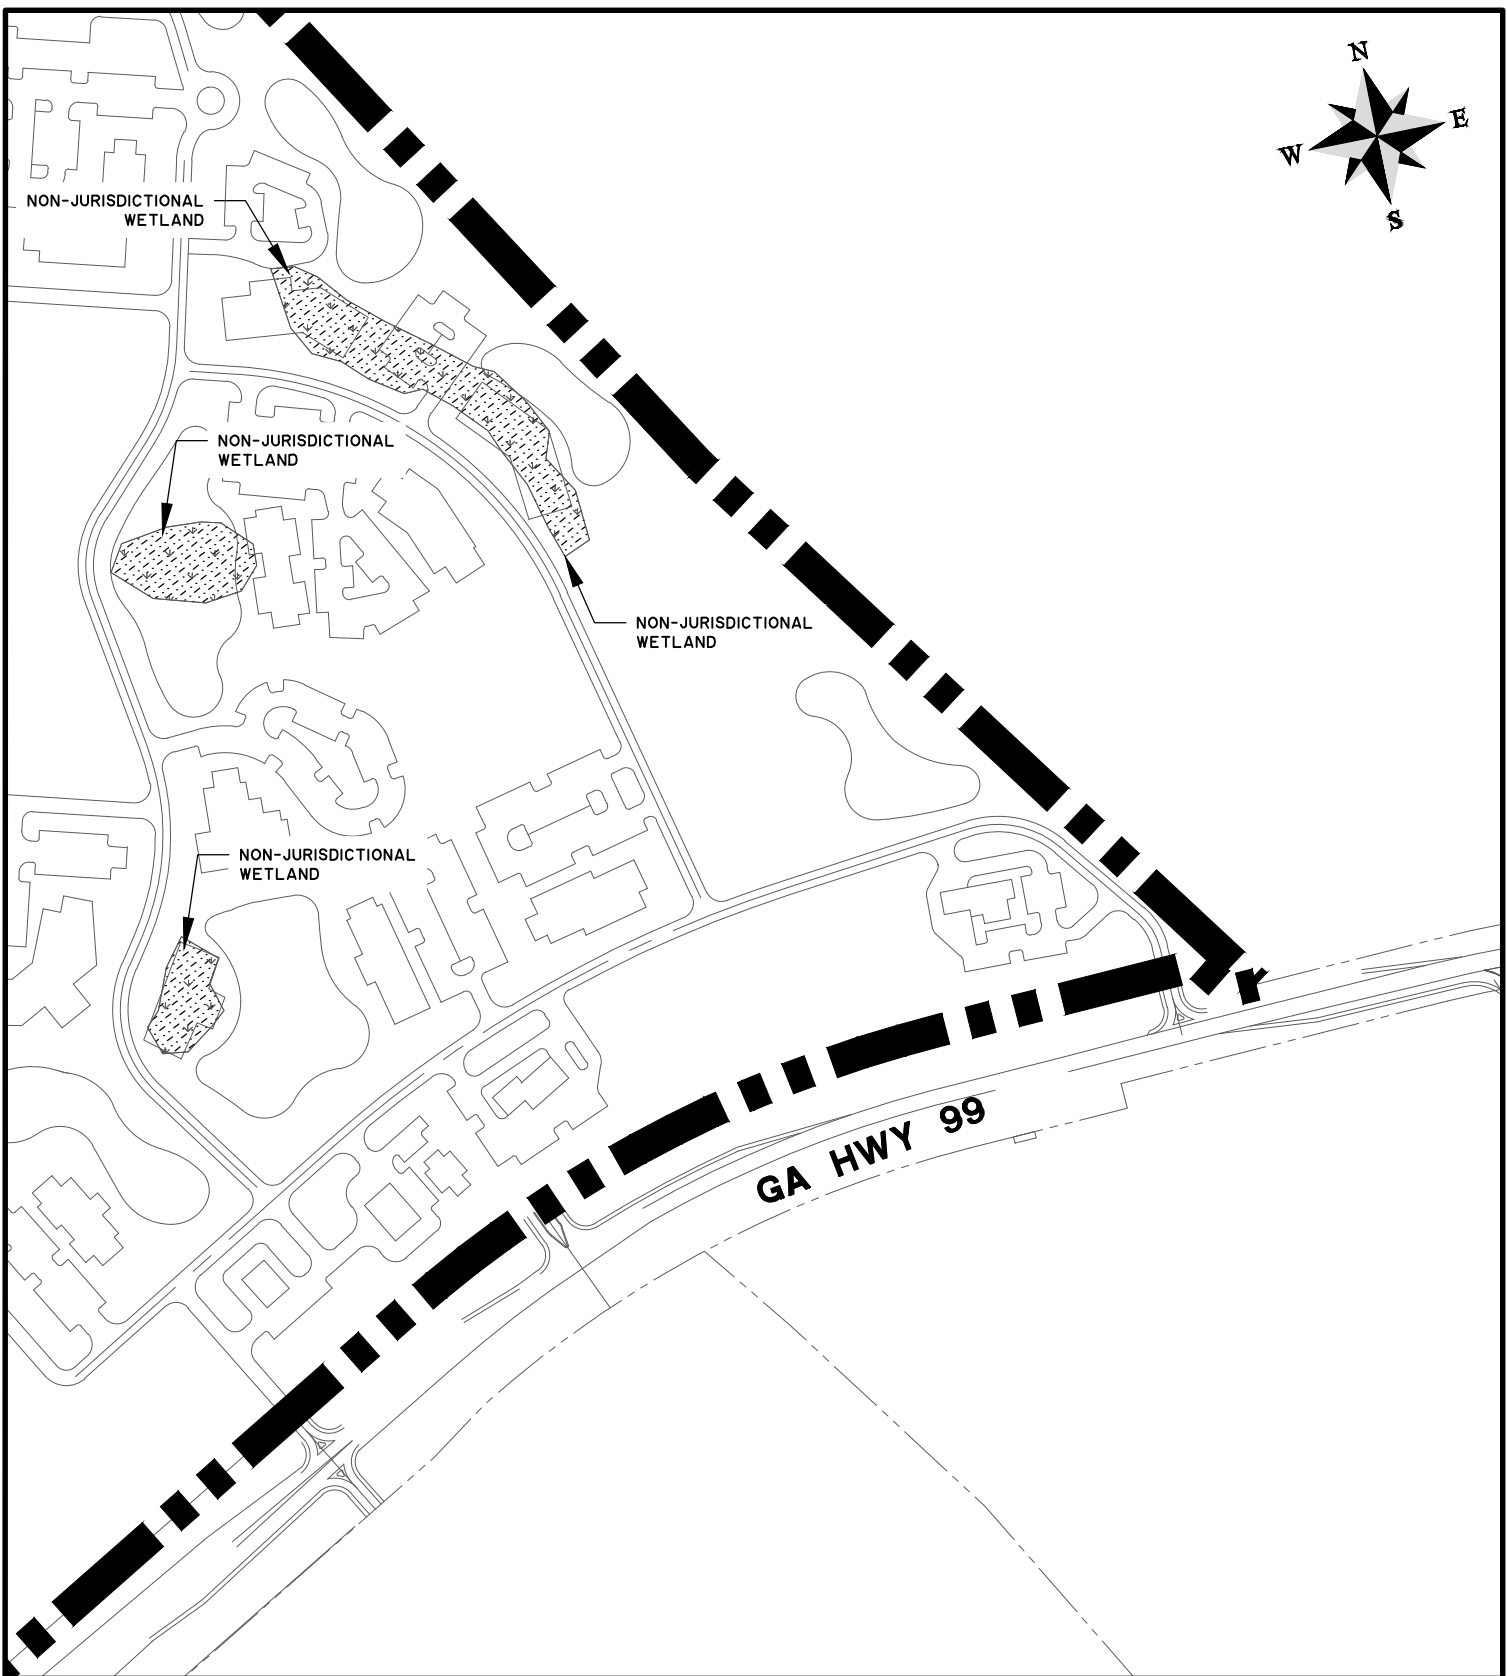 N
E
W
S
NON-JURISDICTIONAL
WETLAND
NON-JURISDICTIONAL
WETLAND
NON-JURISDICTIONAL
WETLAND
NON-JURISDICTIONAL
WETLAND
GA HWY 99